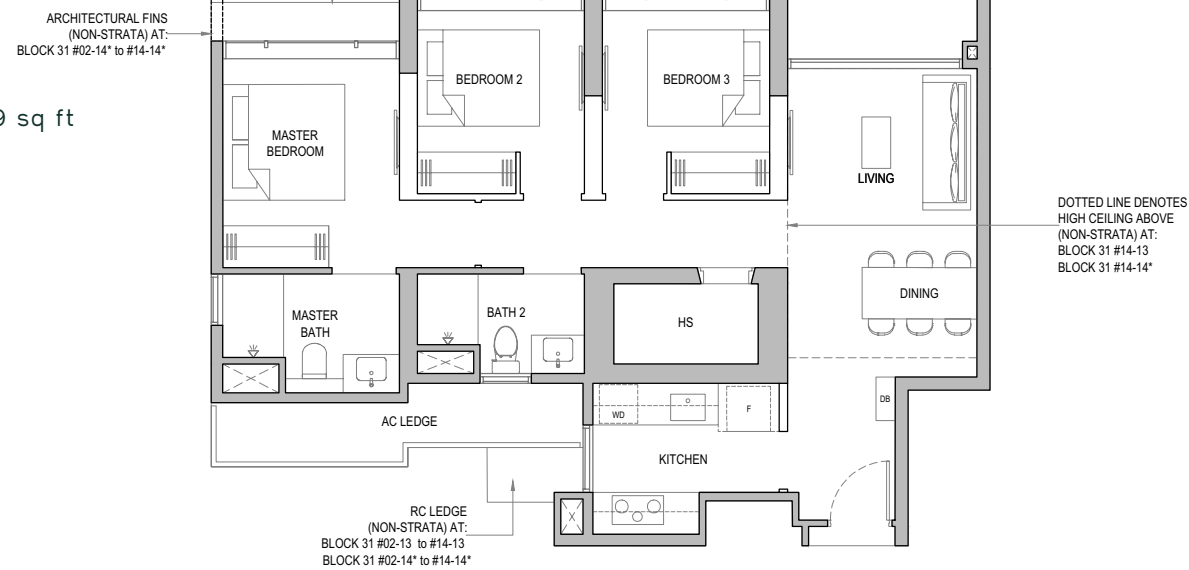 ARCHITECTURAL FINS
(NON-STRATA) AT:
BLOCK 31 #02-14* to #14-14*
9 sq ft
MASTER
BEDROOM
BEDROOM 2
BEDROOM 3
LIVING
DOTTED LINE DENOTES
HIGH CEILING ABOVE
(NON-STRATA) AT:
BLOCK 31 #14-13
BLOCK 31 #14-14*
DINING
MASTER
BATH
BATH 2
HS
DB
WD
F
AC LEDGE
KITCHEN
RC LEDGE
(NON-STRATA) AT:
BLOCK 31 #02-13 to #14-13
BLOCK 31 #02-14* to #14-14*